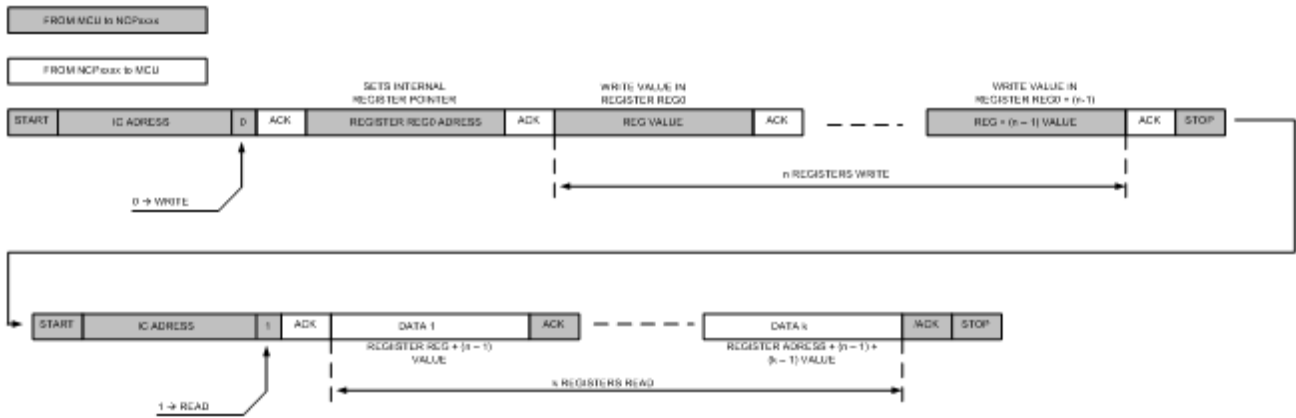 FROM MCU to NCPxxxx
FROM NCPxxxx to MCU
SETS INTERNAL
REGISTER POINTER
WRITE VALUE IN
REGISTER REG0
WRITE VALUE IN
REGISTER REG0 + (n-1)
START IC ADRESS 0 ACK REGISTER REG0 ADRESS ACK REG VALUE ACK REG + (n – 1) VALUE ACK STOP
n REGISTERS WRITE
0 → WRITE
START IC ADRESS 1 ACK DATA 1 ACK DATA k /ACK STOP
REGISTER REG + (n – 1)
VALUE
REGISTER ADRESS + (n – 1) +
(k – 1) VALUE
k REGISTERS READ
1 → READ